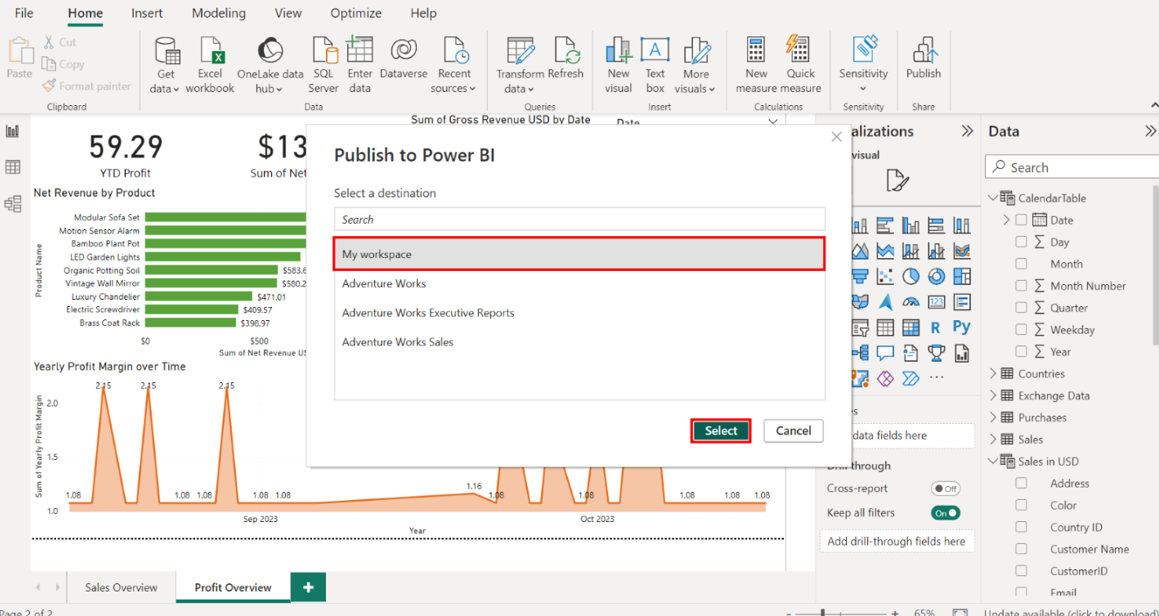 File Home Insert Modeling View Optimize Help
Paste
Cut
Copy
Format painter
Clipboard
Get data
Excel workbook
OneLake data hub
SQL Server
Enter data
Dataverse
Recent sources
Data
Transform data
Refresh
Queries
New visual
Text box
More visuals
Insert
New measure
Quick measure
Calculations
Sensitivity
Sensitivity
Publish
Share
59.29
YTD Profit
$13
Sum of Net
Sum of Gross Revenue USD by Date
Date
Net Revenue by Product
Product Name
Modular Sofa Set
Motion Sensor Alarm
Bamboo Plant Pot
LED Garden Lights
Organic Potting Soil $583.6
Vintage Wall Mirror $580.2
Luxury Chandelier $471.01
Electric Screwdriver $409.57
Brass Coat Rack $398.97
$0 $500
Sum of Net Revenue US
Yearly Profit Margin over Time
Sum of Yearly Profit Margin
2.0
1.5
1.0
2.15 2.15 2.15
1.08 1.08 1.08 1.08 1.08 1.16 1.08 1.08 1.08 1.08 1.08
Sep 2023 Oct 2023
Year
Publish to Power BI
Select a destination
Search
My workspace
Adventure Works
Adventure Works Executive Reports
Adventure Works Sales
Select Cancel
alizations
visual
123
R Py
es
data fields here
Drill through
Cross-report Off
Keep all filters On
Add drill-through fields here
Data
Search
CalendarTable
Date
Day
Month
Month Number
Quarter
Weekday
Year
Countries
Exchange Data
Purchases
Sales
Sales in USD
Address
Color
Country ID
Customer Name
CustomerID
Email
Sales Overview Profit Overview
Page 2 of 2
65%
Update available (click to download)